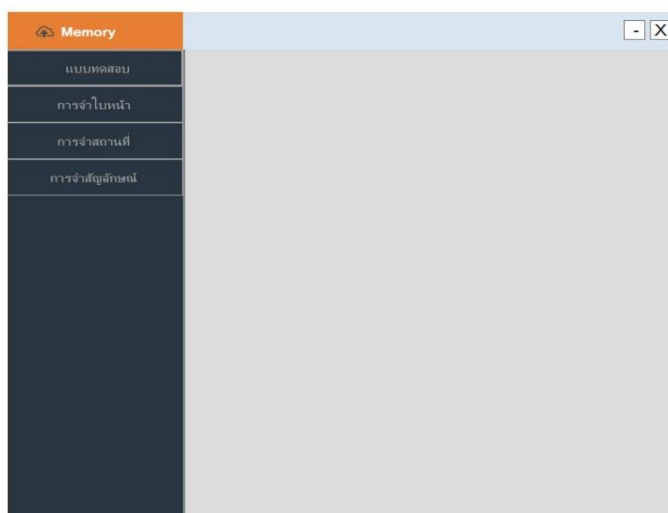 Memory
- X
แบบทดสอบ
การจำใบหน้า
การจำสถานที่
การจำสัญลักษณ์